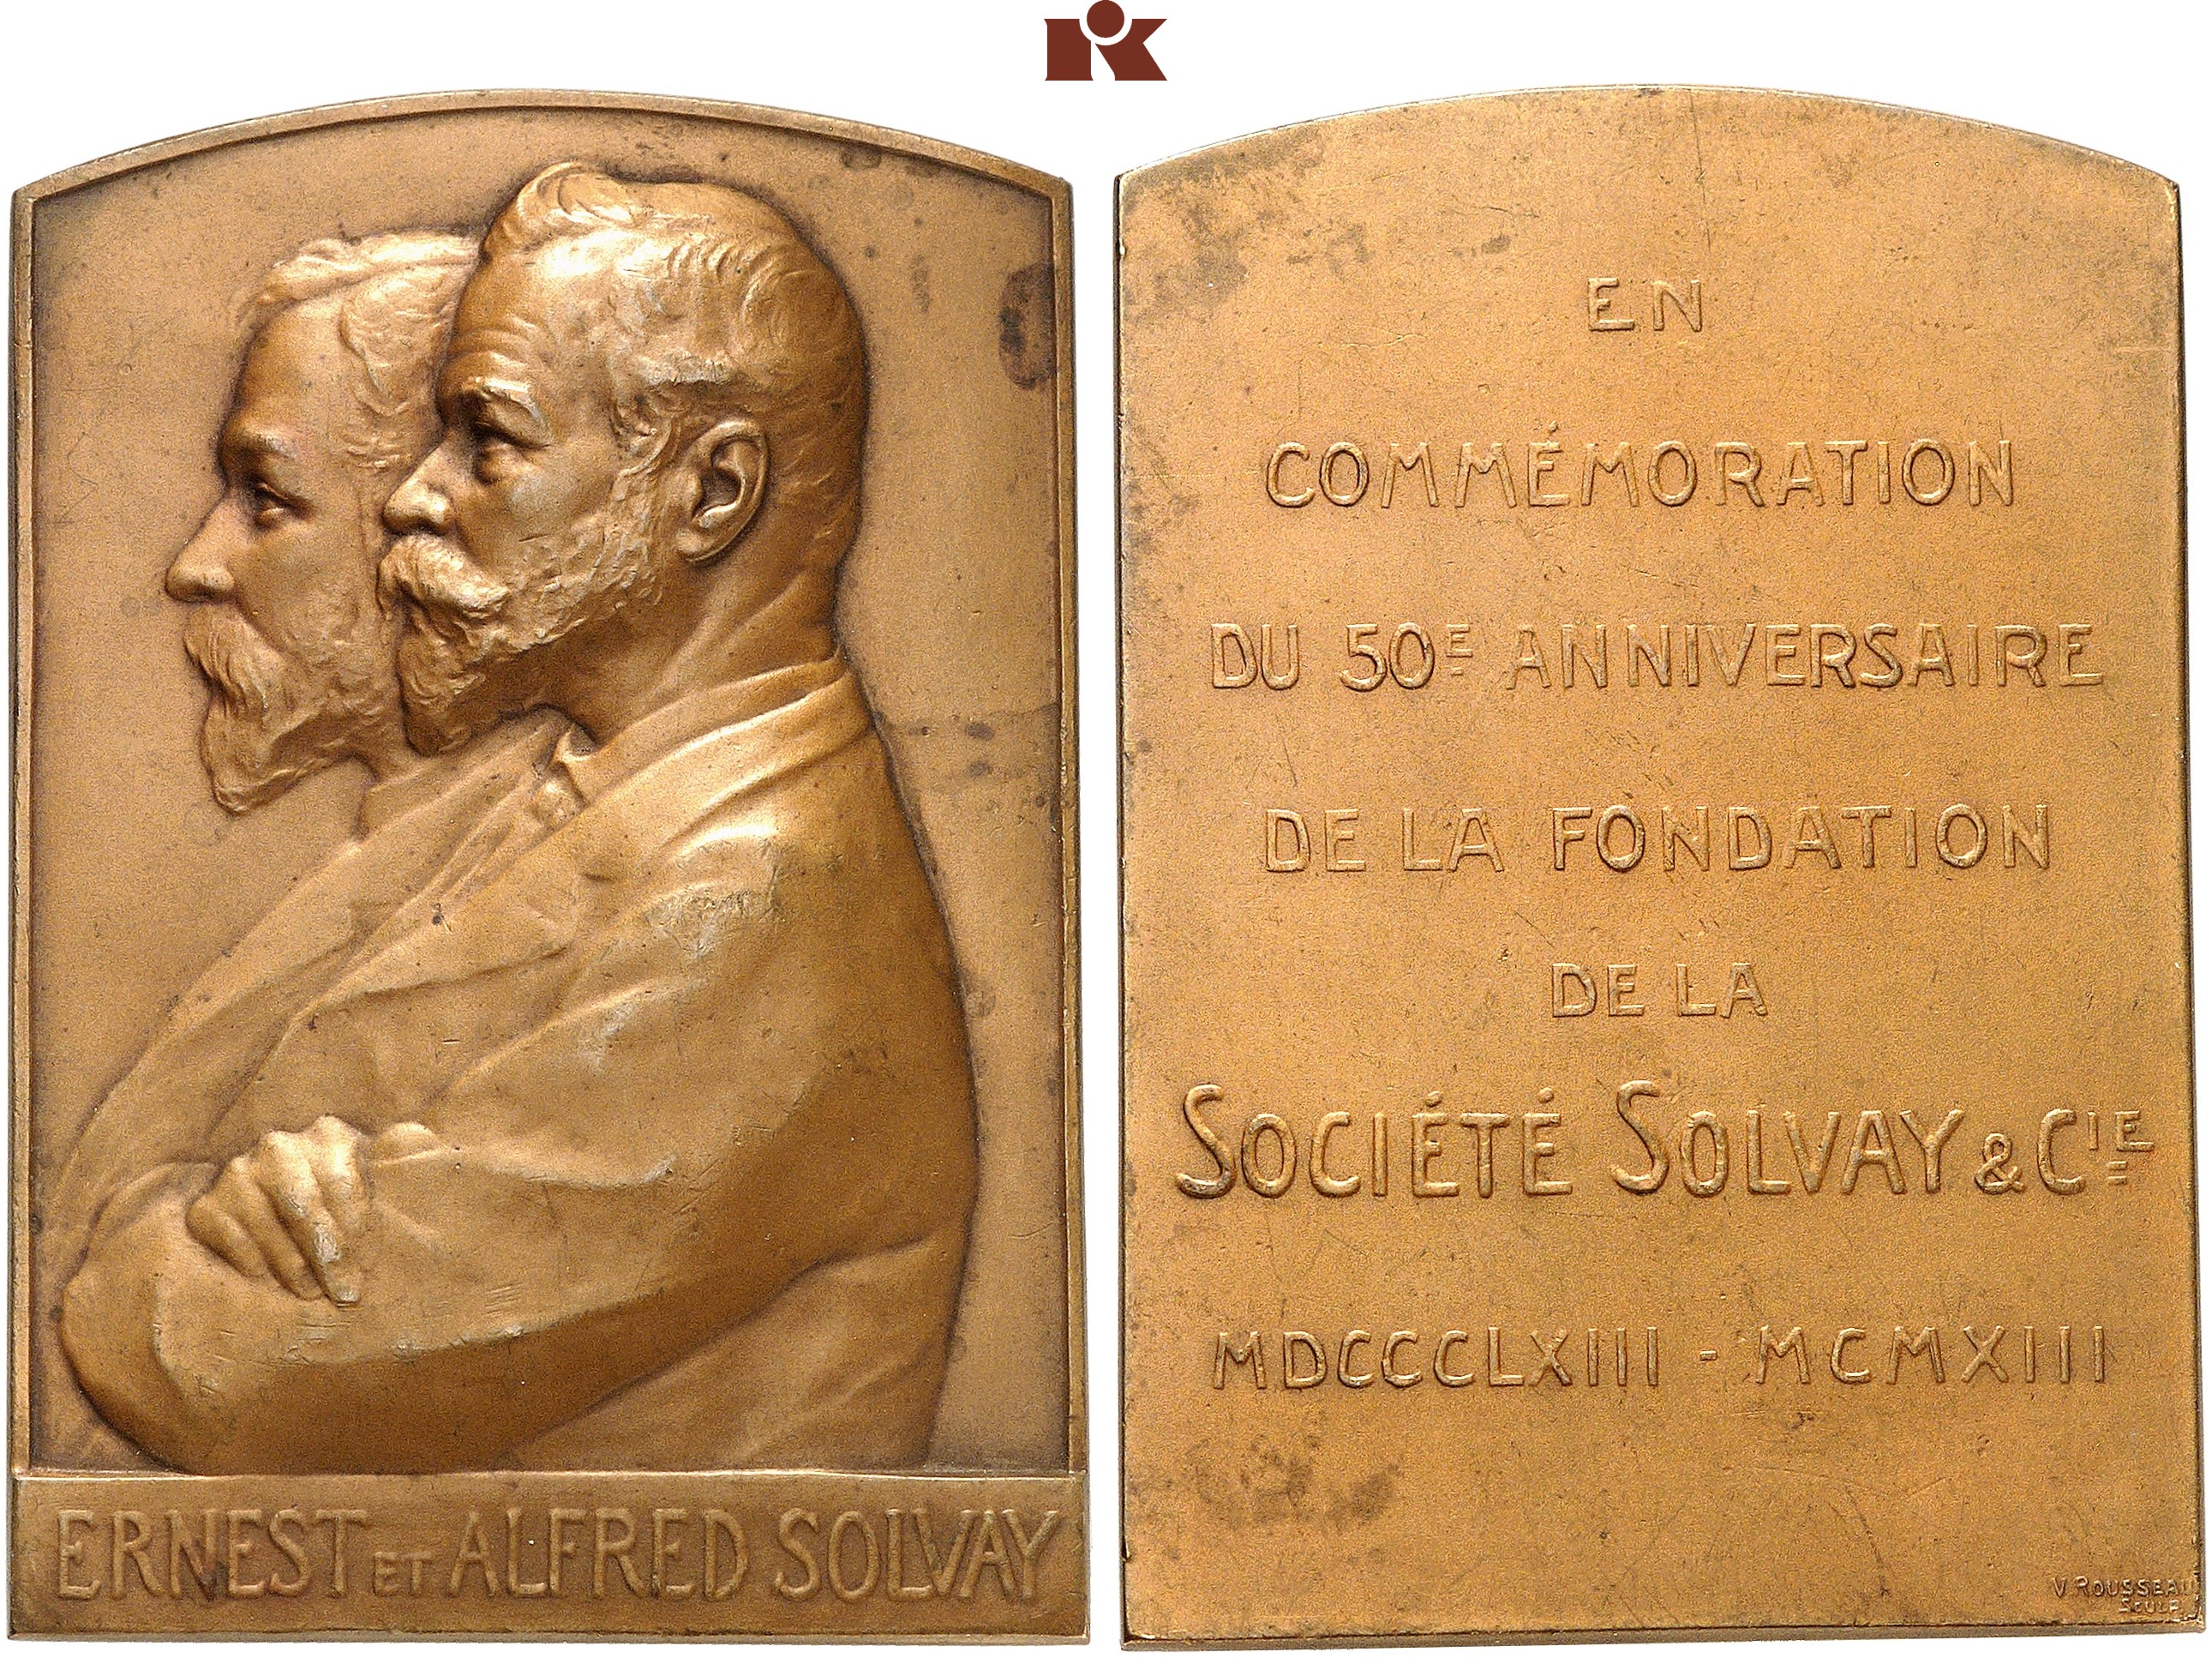 ERNEST ET ALFRED SOLVAY
EN
COMMÉMORATION
DU 50E ANNIVERSAIRE
DE LA FONDATION
DE LA
SOCIÉTÉ SOLVAY & CIE
MDCCCLXIII - MCMXIII
V ROUSSEAU
SCULP